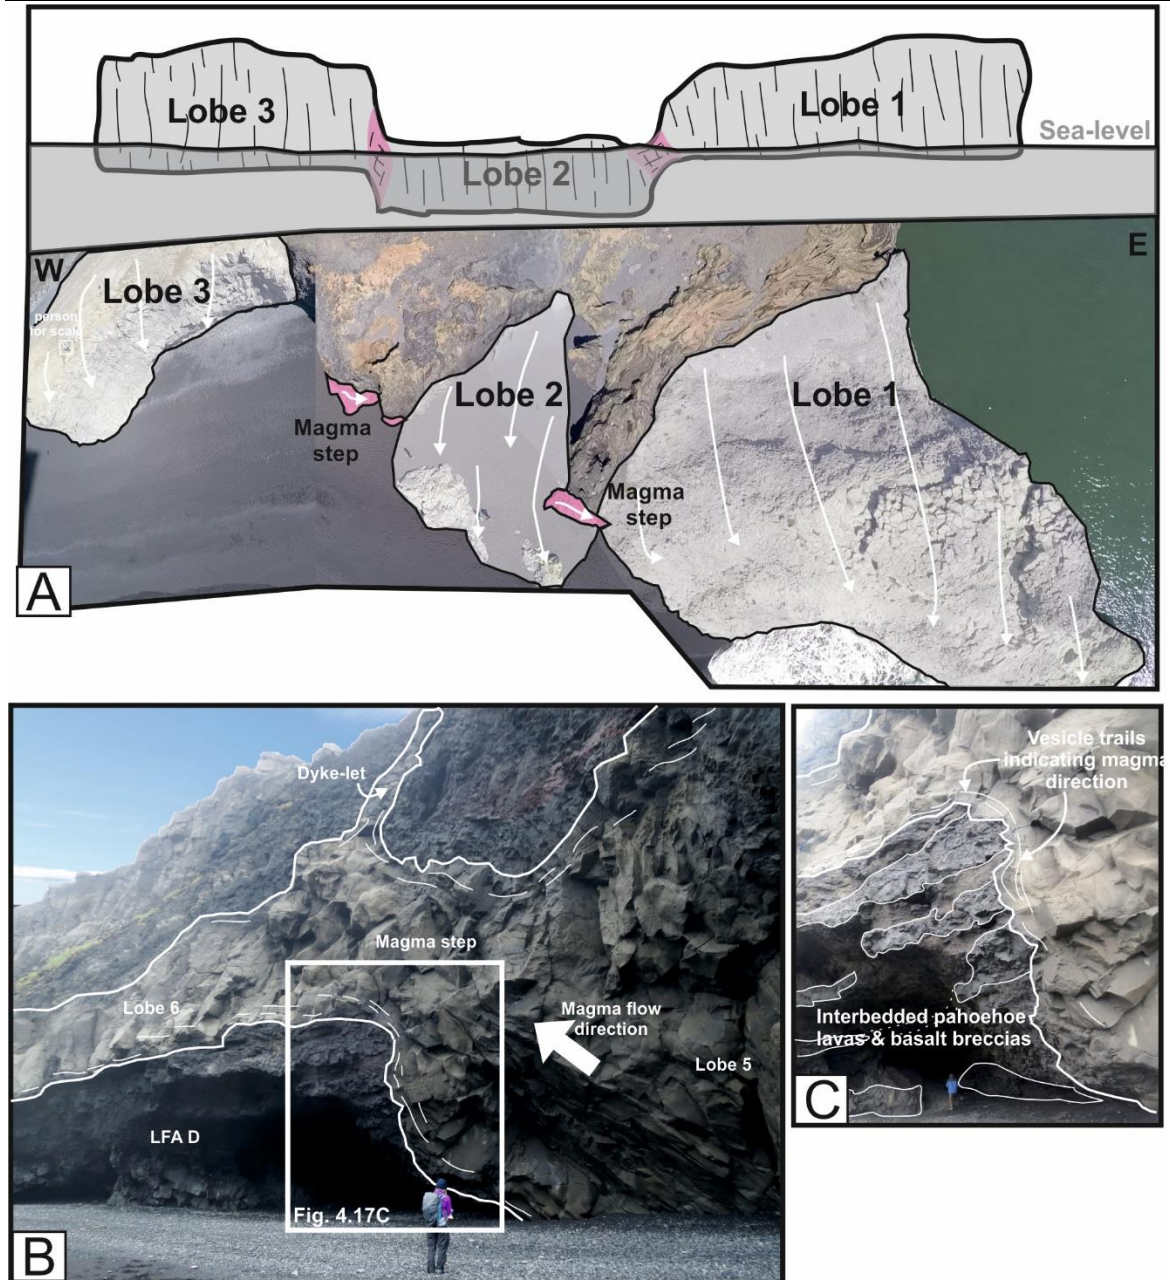 Lobe 3
Lobe 1
Sea-level
Lobe 2
W
E
Lobe 3
person
for scale
Lobe 2
Lobe 1
Magma
step
Magma
step
A
Dyke-let
Magma step
Lobe 6
Magma flow
direction
Lobe 5
LFA D
Fig. 4.17C
B
Vesicle trails
indicating magma
direction
Interbedded pahoehoe
lavas & basalt breccias
C